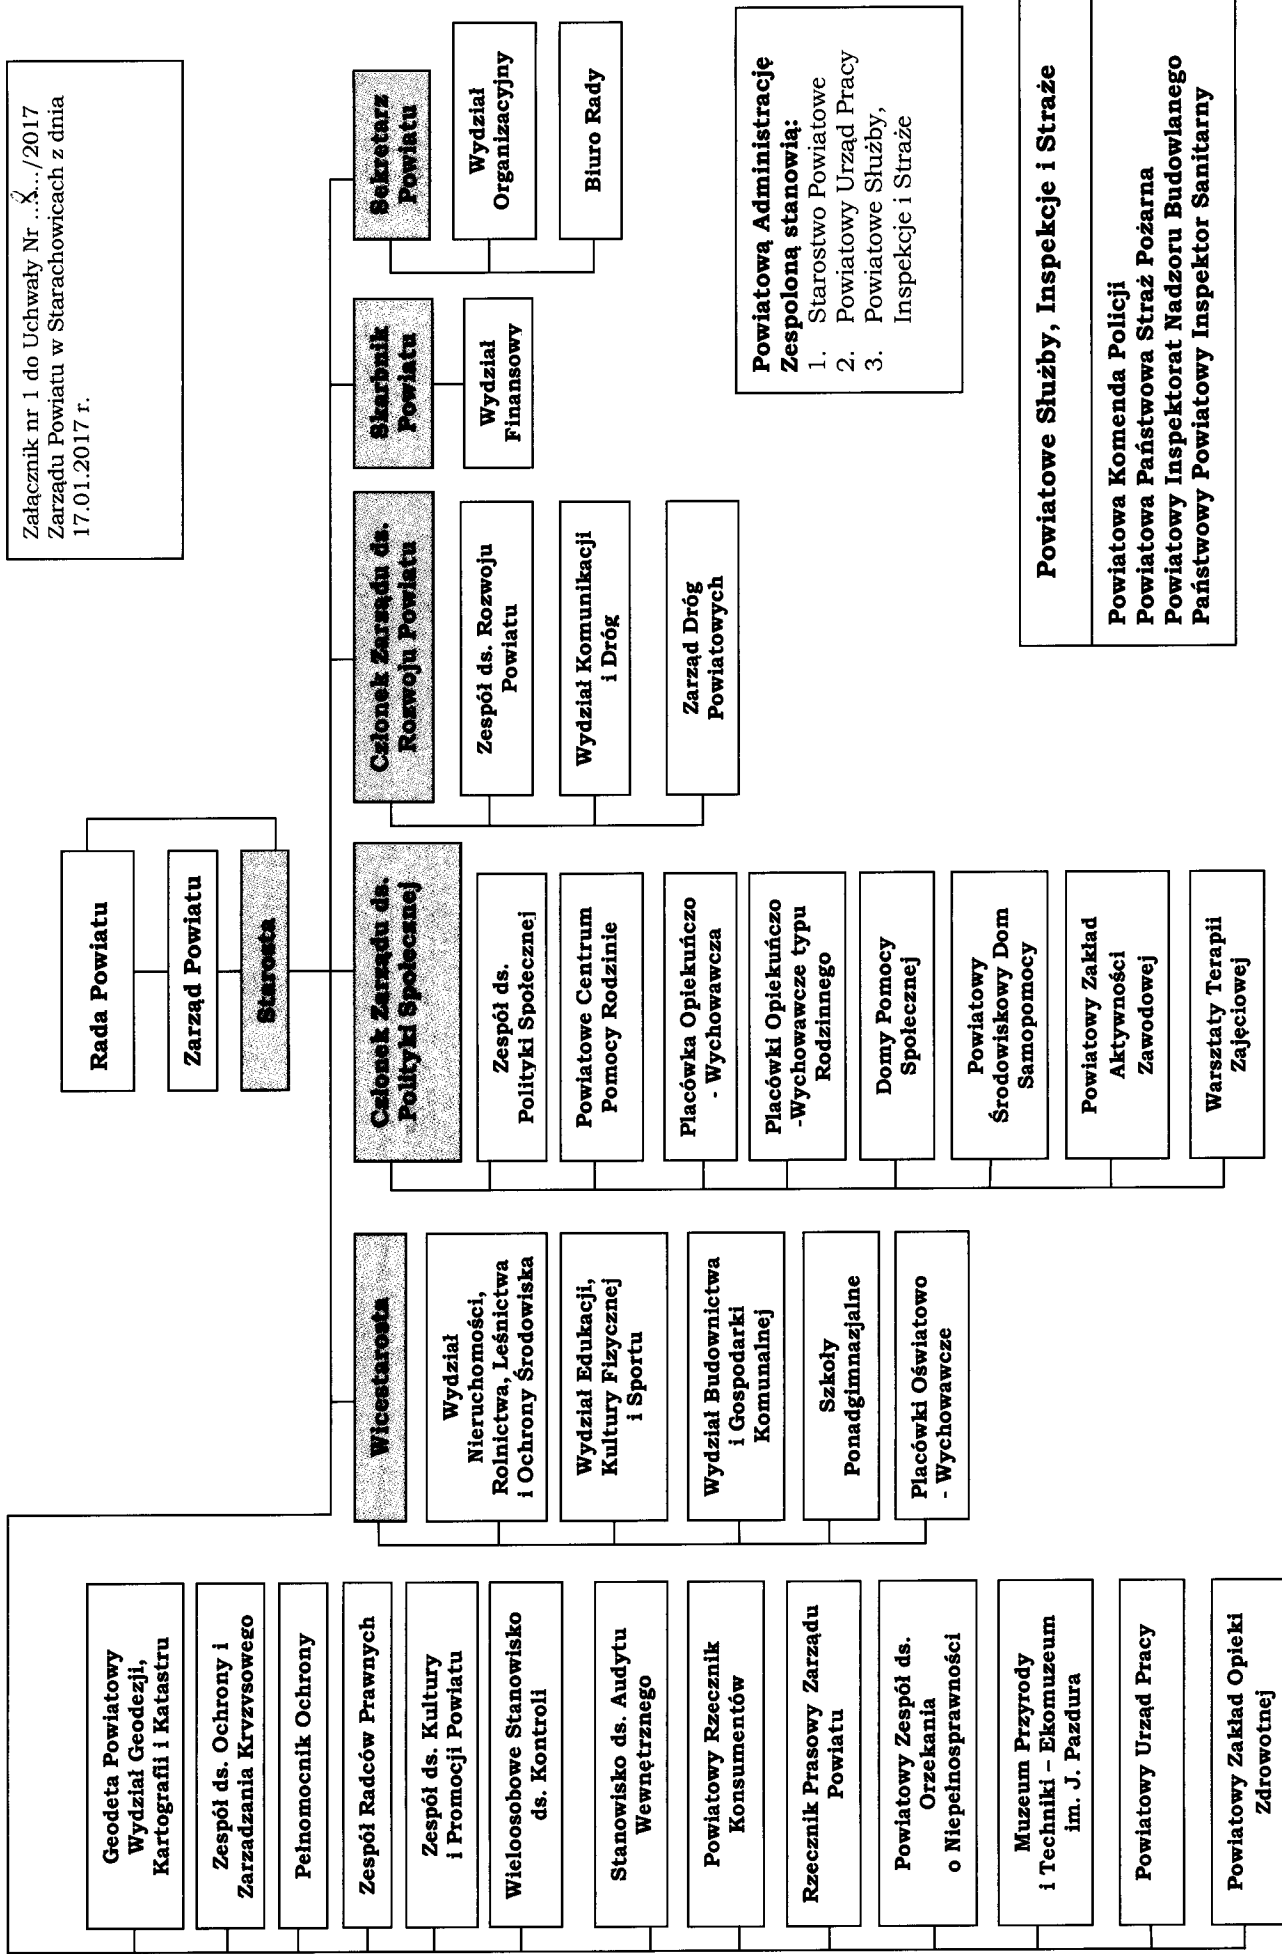 Załącznik nr 1 do Uchwały Nr ...X.../2017
Zarządu Powiatu w Starachowicach z dnia
17.01.2017 r.
Rada Powiatu
Zarząd Powiatu
Starosta
Geodeta Powiatowy
Wydział Geodezji,
Kartografii i Katastru
Zespół ds. Ochrony i
Zarzadzania Kryzvsowego
Pełnomocnik Ochrony
Zespół Radców Prawnych
Zespół ds. Kultury
i Promocji Powiatu
Wieloosobowe Stanowisko
ds. Kontroli
Stanowisko ds. Audytu
Wewnętrznego
Powiatowy Rzecznik
Konsumentów
Rzecznik Prasowy Zarządu
Powiatu
Powiatowy Zespół ds.
Orzekania
o Niepełnosprawności
Muzeum Przyrody
i Techniki – Ekomuzeum
im. J. Pazdura
Powiatowy Urząd Pracy
Powiatowy Zakład Opieki
Zdrowotnej
Wicestarosta
Wydział
Nieruchomości,
Rolnictwa, Leśnictwa
i Ochrony Środowiska
Wydział Edukacji,
Kultury Fizycznej
i Sportu
Wydział Budownictwa
i Gospodarki
Komunalnej
Szkoły
Ponadgimnazjalne
Placówki Oświatowo
- Wychowawcze
Członek Zarządu ds.
Polityki Społecznej
Zespół ds.
Polityki Społecznej
Powiatowe Centrum
Pomocy Rodzinie
Placówka Opiekuńczo
- Wychowawcza
Placówki Opiekuńczo
-Wychowawcze typu
Rodzinnego
Domy Pomocy
Społecznej
Powiatowy
Środowiskowy Dom
Samopomocy
Powiatowy Zakład
Aktywności
Zawodowej
Warsztaty Terapii
Zajęciowej
Członek Zarządu ds.
Rozwoju Powiatu
Zespół ds. Rozwoju
Powiatu
Wydział Komunikacji
i Dróg
Zarząd Dróg
Powiatowych
Skarbnik
Powiatu
Wydział
Finansowy
Sekretarz
Powiatu
Wydział
Organizacyjny
Biuro Rady
Powiatową Administrację
Zespoloną stanowią:
1. Starostwo Powiatowe
2. Powiatowy Urząd Pracy
3. Powiatowe Służby,
Inspekcje i Straże
Powiatowe Służby, Inspekcje i Straże
Powiatowa Komenda Policji
Powiatowa Państwowa Straż Pożarna
Powiatowy Inspektorat Nadzoru Budowlanego
Państwowy Powiatowy Inspektor Sanitarny